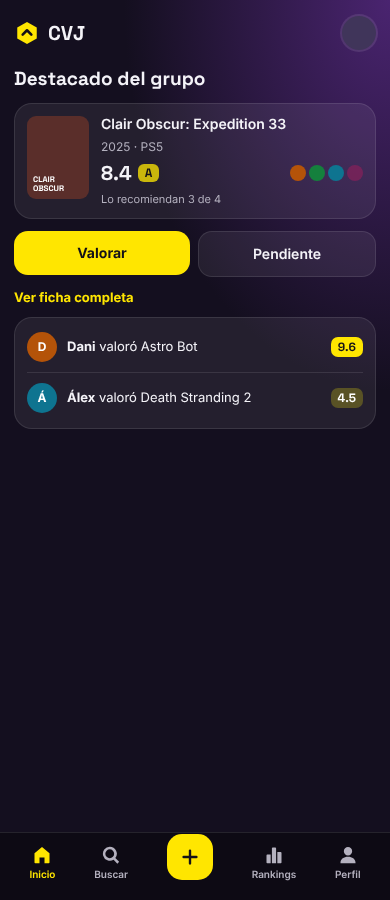 CVJ
Destacado del grupo
CLAIR
OBSCUR
Clair Obscur: Expedition 33
2025 · PS5
8.4 A
Lo recomiendan 3 de 4
Valorar
Pendiente
Ver ficha completa
D Dani valoró Astro Bot 9.6
Á Álex valoró Death Stranding 2 4.5
Inicio
Buscar
+
Rankings
Perfil